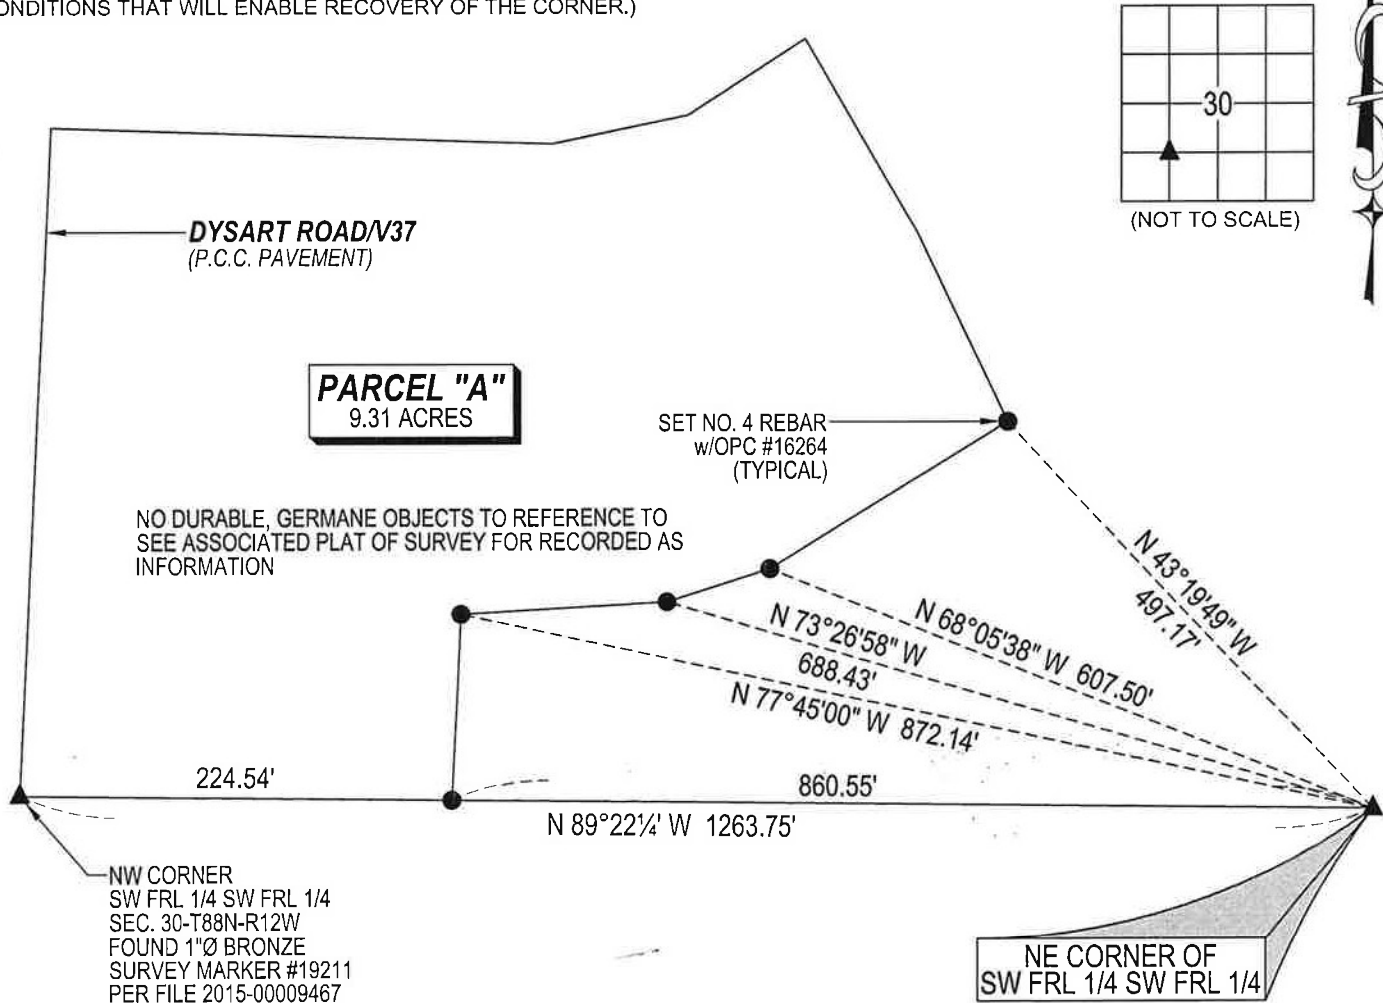 ONDITIONS THAT WILL ENABLE RECOVERY OF THE CORNER.)
30
(NOT TO SCALE)
DYSART ROAD/V37
(P.C.C. PAVEMENT)
PARCEL "A"
9.31 ACRES
SET NO. 4 REBAR
w/OPC #16264
(TYPICAL)
NO DURABLE, GERMANE OBJECTS TO REFERENCE TO
SEE ASSOCIATED PLAT OF SURVEY FOR RECORDED AS
INFORMATION
N 43°19'49" W
497.17'
N 68°05'38" W 607.50'
N 73°26'58" W
688.43'
N 77°45'00" W 872.14'
224.54'
860.55'
N 89°22¼' W 1263.75'
NW CORNER
SW FRL 1/4 SW FRL 1/4
SEC. 30-T88N-R12W
FOUND 1"Ø BRONZE
SURVEY MARKER #19211
PER FILE 2015-00009467
NE CORNER OF
SW FRL 1/4 SW FRL 1/4